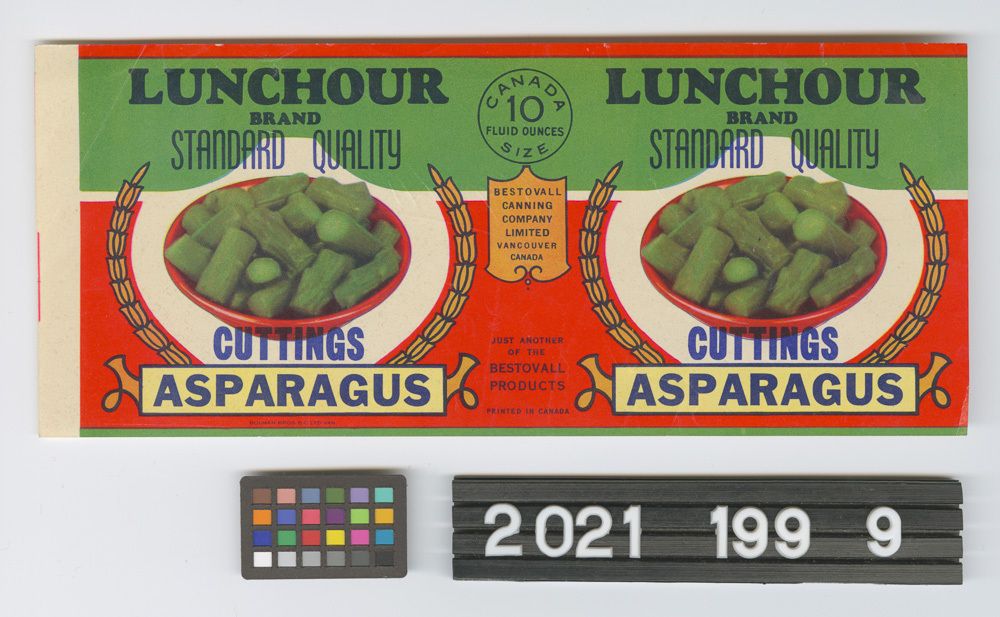 LUNCHOUR
BRAND
STANDARD QUALITY
CUTTINGS
ASPARAGUS
CANADA
10
FLUID OUNCES
SIZE
BESTOVALL
CANNING
COMPANY
LIMITED
VANCOUVER
CANADA
JUST ANOTHER
OF THE
BESTOVALL
PRODUCTS
PRINTED IN CANADA
LUNCHOUR
BRAND
STANDARD QUALITY
CUTTINGS
ASPARAGUS
2021 199 9